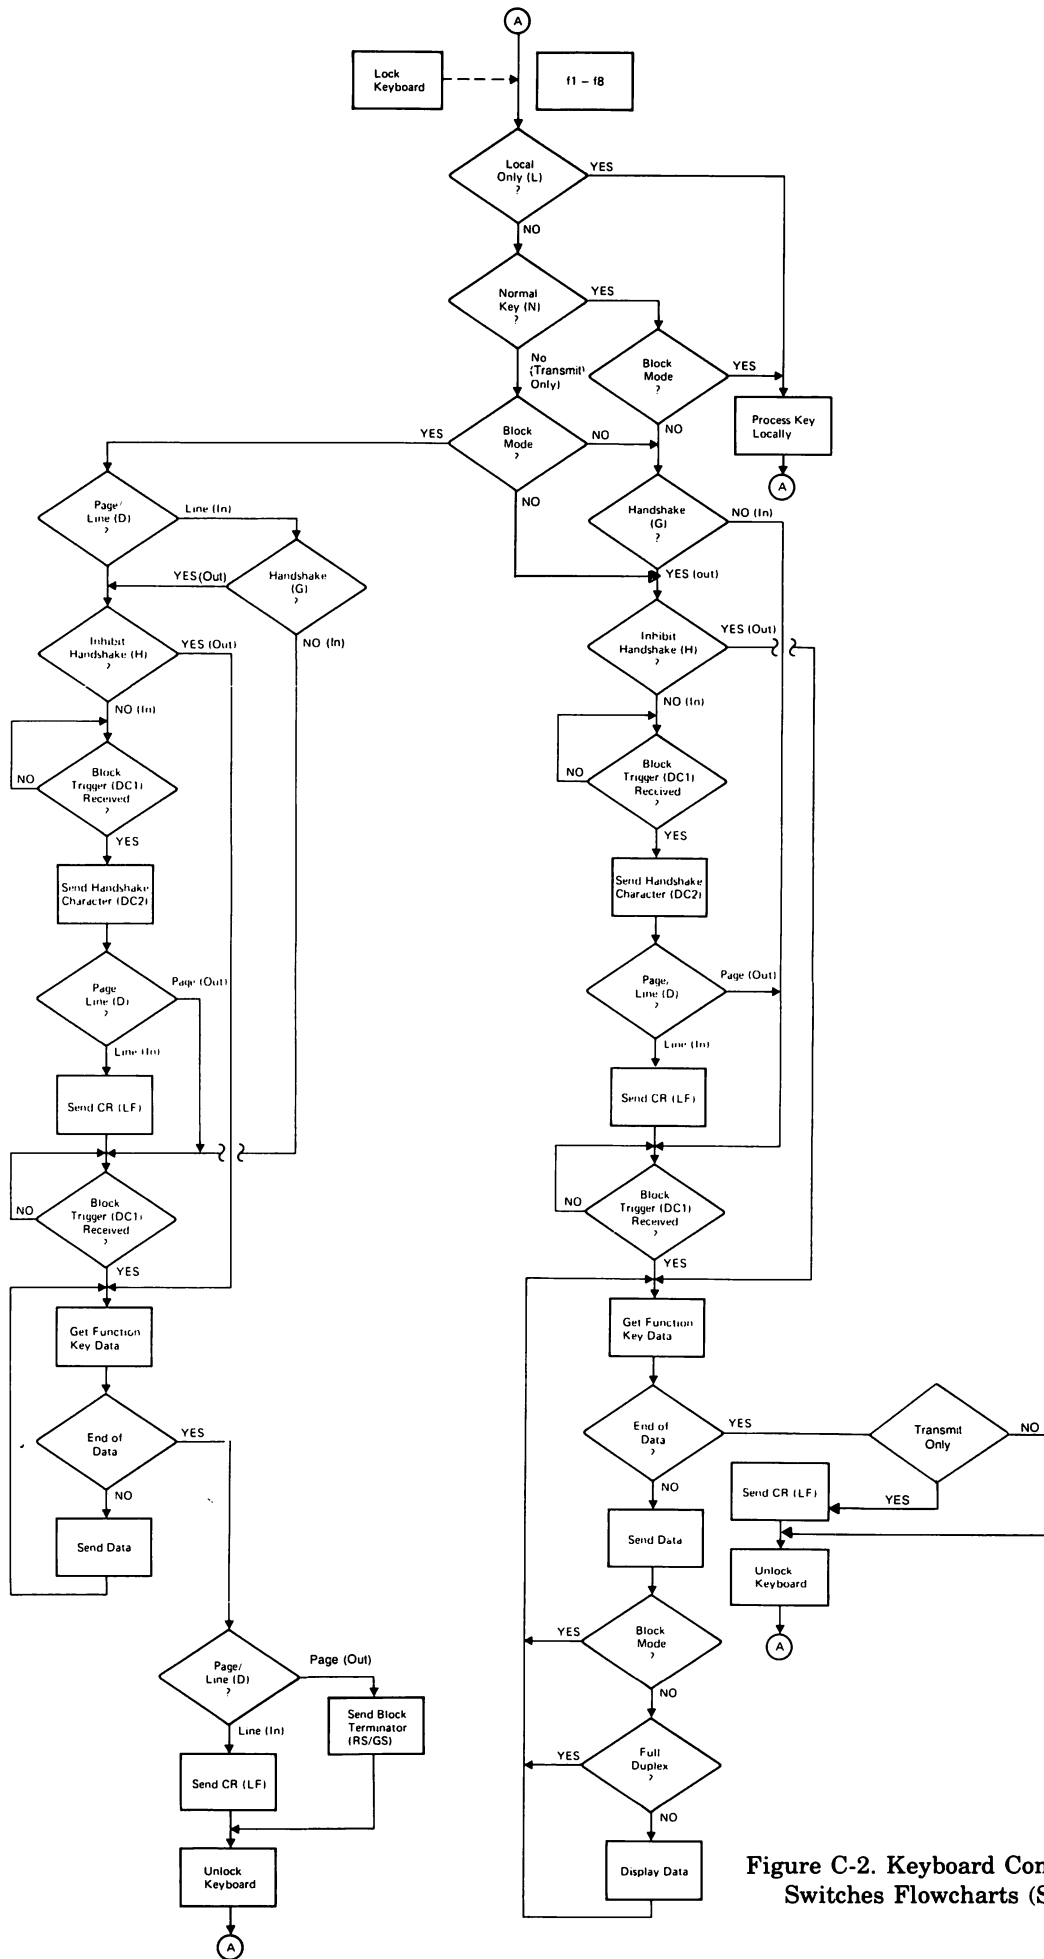 A
Lock
Keyboard
f1 – f8
Local
Only (L)
?
YES
NO
Normal
Key (N)
?
YES
No
(Transmit
Only)
Block
Mode
?
YES
NO
Process Key
Locally
A
Block
Mode
?
YES
NO
NO
Page/
Line (D)
?
Line (In)
Handshake
(G)
?
YES(Out)
NO (In)
Handshake
(G)
?
NO (In)
YES (out)
Inhibit
Handshake (H)
?
YES (Out)
NO (In)
Inhibit
Handshake (H)
?
YES (Out)
NO (In)
Block
Trigger (DC1)
Received
?
NO
YES
Block
Trigger (DC1)
Received
?
NO
YES
Send Handshake
Character (DC2)
Send Handshake
Character (DC2)
Page
Line (D)
?
Page (Out)
Line (In)
Page/
Line (D)
?
Page (Out)
Line (In)
Send CR (LF)
Send CR (LF)
Block
Trigger (DC1)
Received
?
NO
YES
Block
Trigger (DC1)
Received
?
NO
YES
Get Function
Key Data
Get Function
Key Data
End of
Data
YES
NO
End of
Data
?
YES
NO
Transmit
Only
NO
YES
Send CR (LF)
Send Data
Send Data
Unlock
Keyboard
A
Block
Mode
?
YES
NO
Page/
Line (D)
?
Page (Out)
Line (In)
Send Block
Terminator
(RS/GS)
Full
Duplex
?
YES
NO
Send CR (LF)
Display Data
Unlock
Keyboard
A
Figure C-2. Keyboard Con
Switches Flowcharts (S